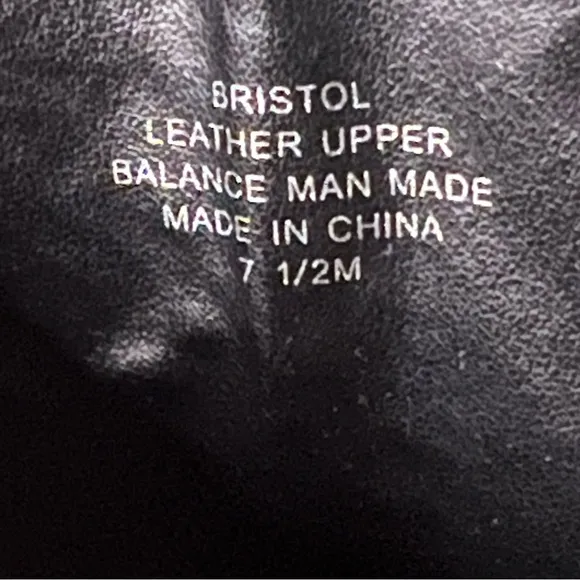 BRISTOL
LEATHER UPPER
BALANCE MAN MADE
MADE IN CHINA
7 1/2M